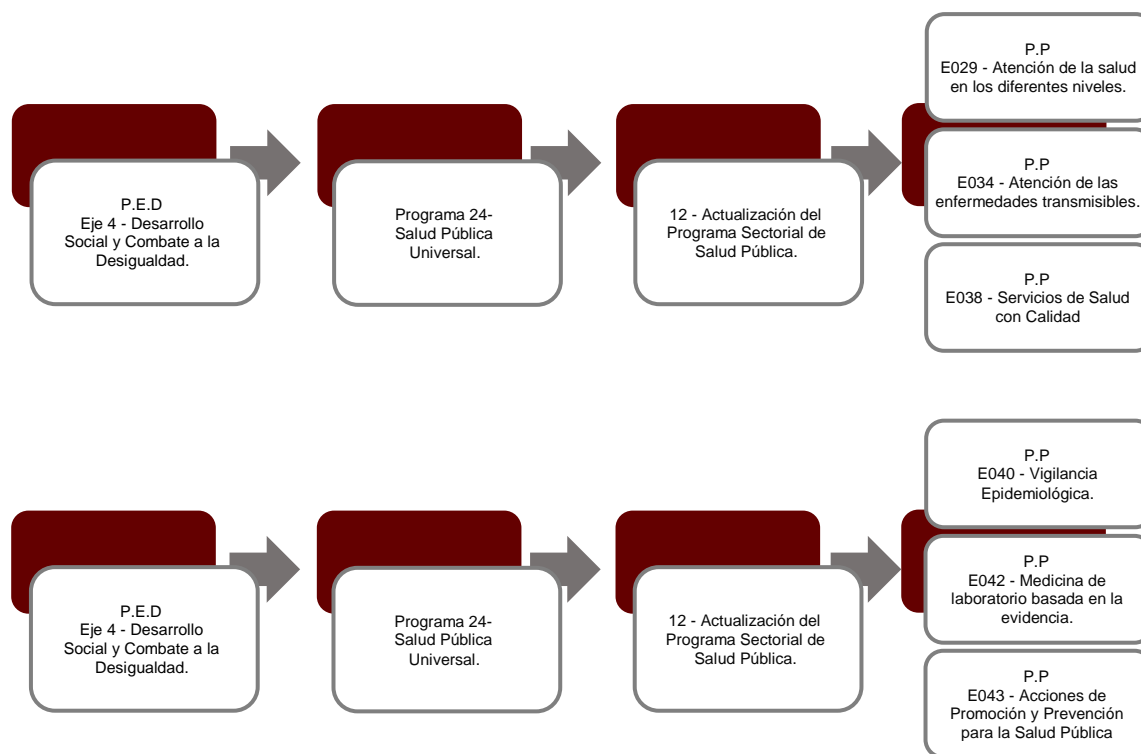 P.E.D
Eje 4 - Desarrollo
Social y Combate a la
Desigualdad.
Programa 24-
Salud Pública
Universal.
12 - Actualización del
Programa Sectorial de
Salud Pública.
P.P
E029 - Atención de la salud
en los diferentes niveles.
P.P
E034 - Atención de las
enfermedades transmisibles.
P.P
E038 - Servicios de Salud
con Calidad
P.E.D
Eje 4 - Desarrollo
Social y Combate a la
Desigualdad.
Programa 24-
Salud Pública
Universal.
12 - Actualización del
Programa Sectorial de
Salud Pública.
P.P
E040 - Vigilancia
Epidemiológica.
P.P
E042 - Medicina de
laboratorio basada en la
evidencia.
P.P
E043 - Acciones de
Promoción y Prevención
para la Salud Pública